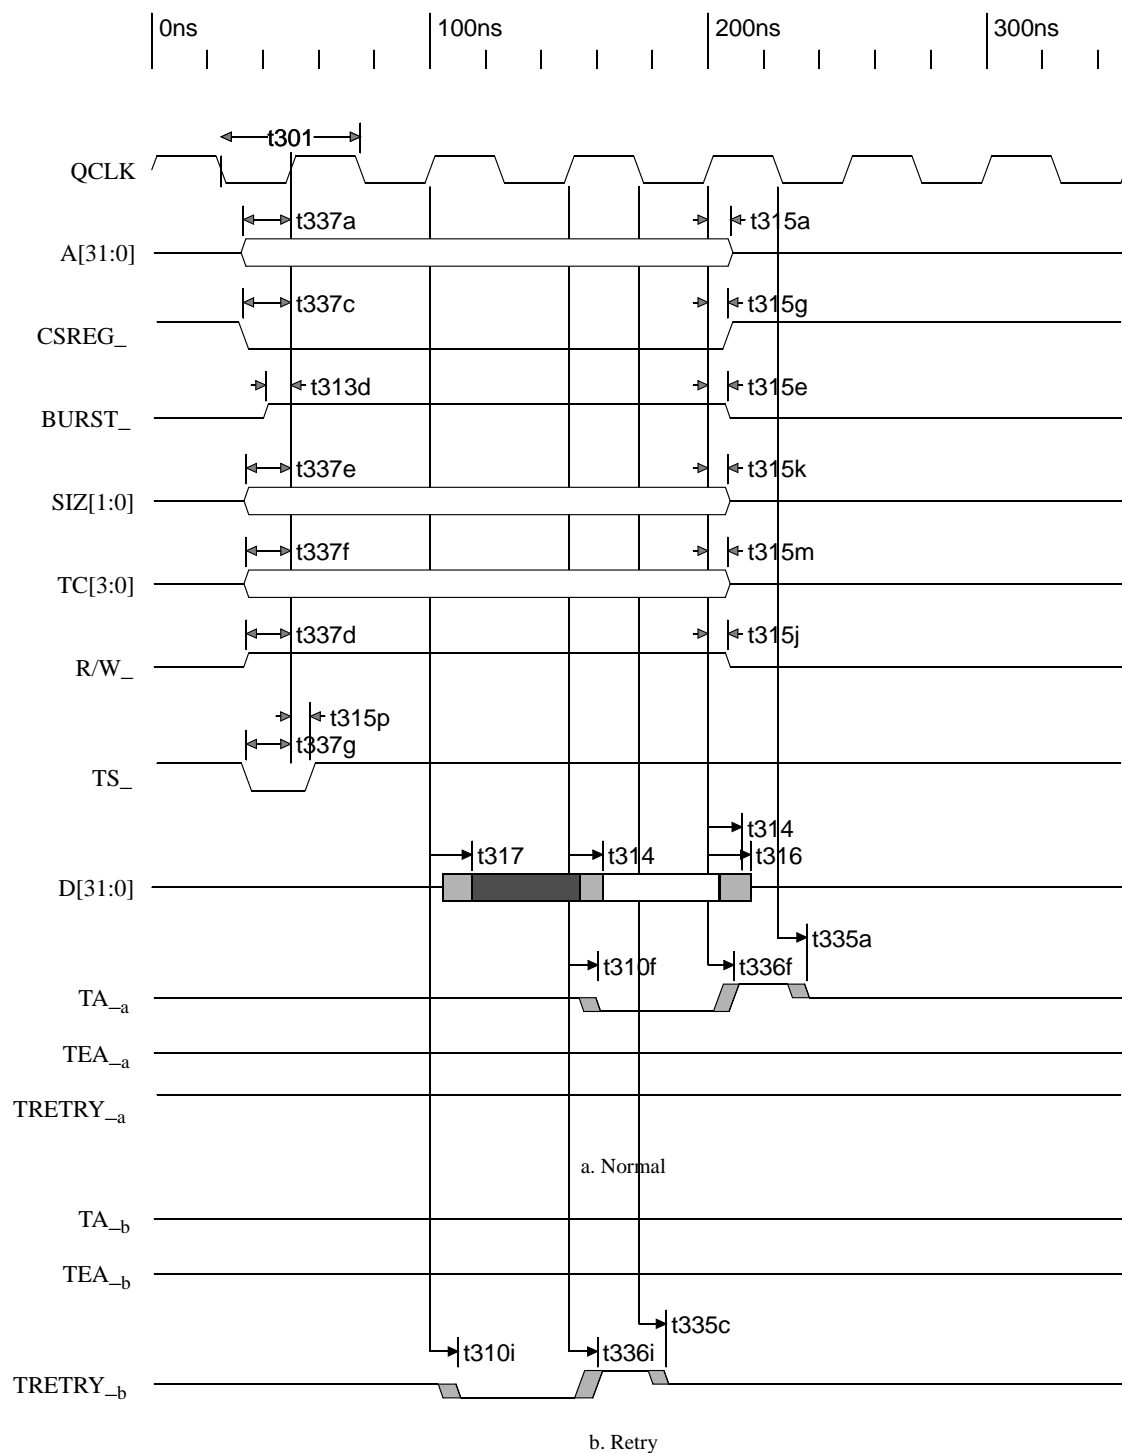 0ns 100ns 200ns 300ns
t301
QCLK
t337a t315a
A[31:0]
t337c t315g
CSREG_
t313d t315e
BURST_
t337e t315k
SIZ[1:0]
t337f t315m
TC[3:0]
t337d t315j
R/W_
t315p
t337g
TS_
t314
t317 t314 t316
D[31:0]
t335a
t310f t336f
TA_a
TEA_a
TRETRY_a
a. Normal
TA_b
TEA_b
t335c
t310i t336i
TRETRY_b
b. Retry